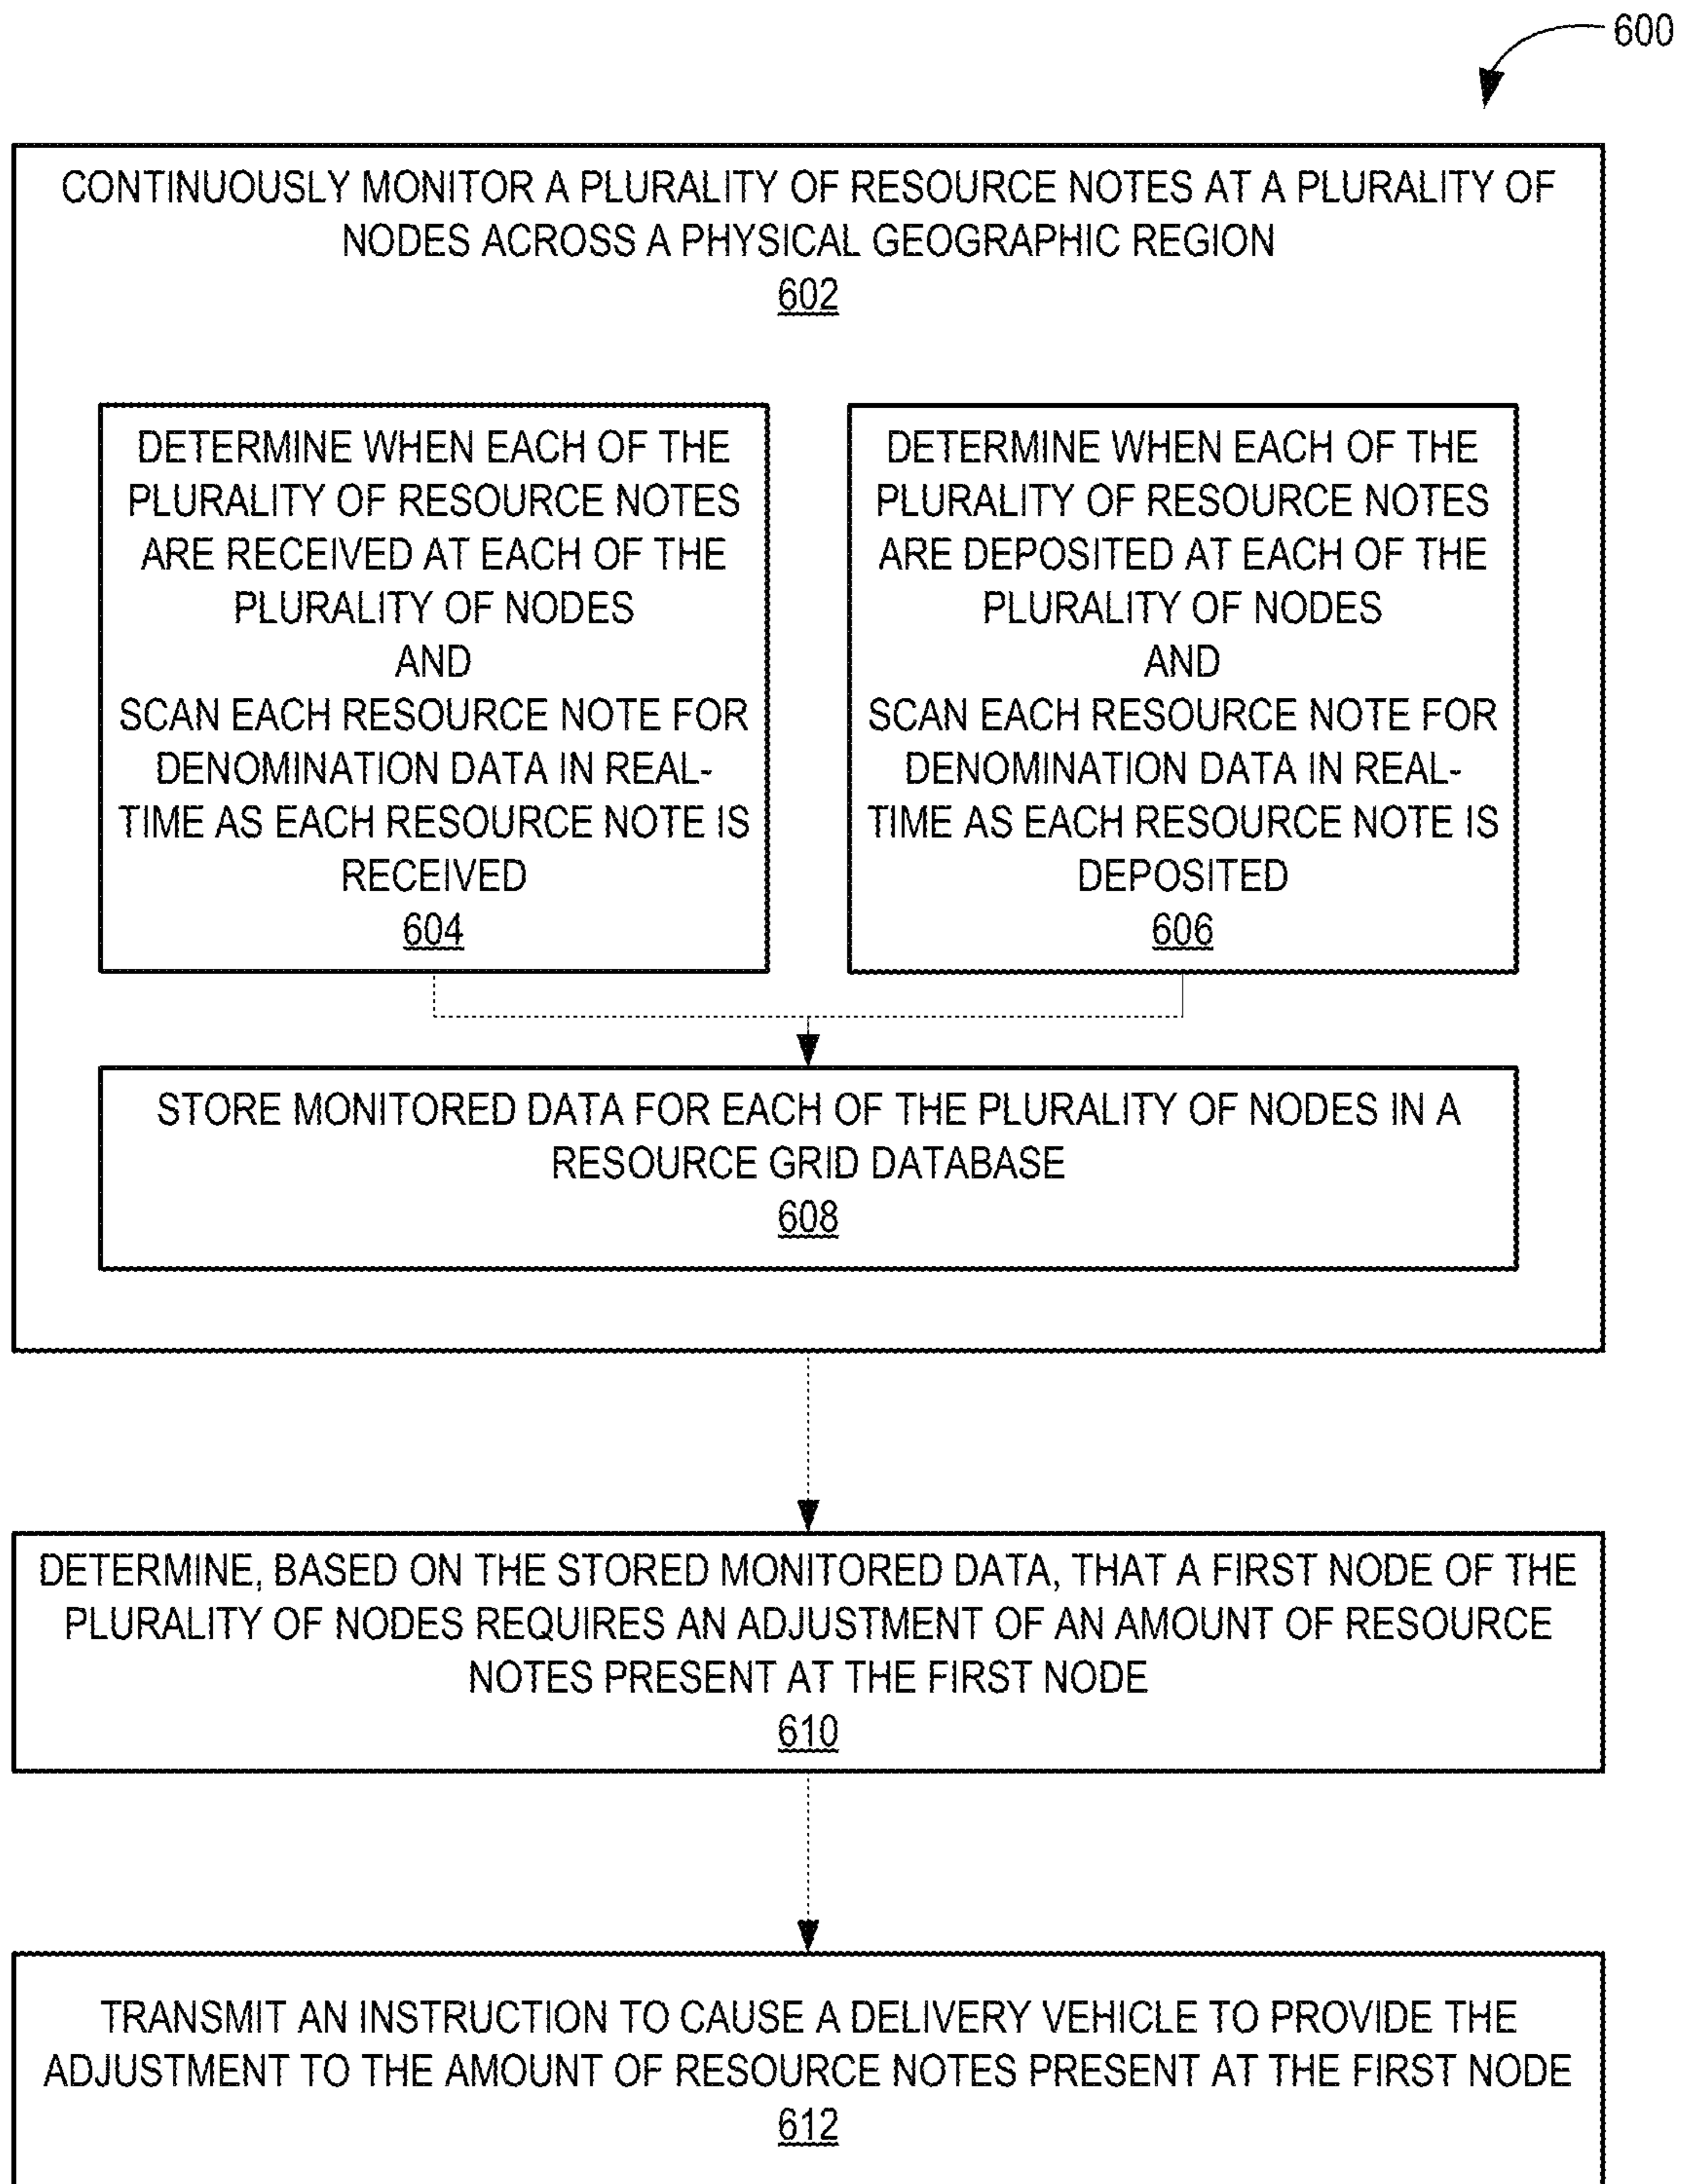 600
CONTINUOUSLY MONITOR A PLURALITY OF RESOURCE NOTES AT A PLURALITY OF
NODES ACROSS A PHYSICAL GEOGRAPHIC REGION
602
DETERMINE WHEN EACH OF THE
PLURALITY OF RESOURCE NOTES
ARE RECEIVED AT EACH OF THE
PLURALITY OF NODES
AND
SCAN EACH RESOURCE NOTE FOR
DENOMINATION DATA IN REAL-
TIME AS EACH RESOURCE NOTE IS
RECEIVED
604
DETERMINE WHEN EACH OF THE
PLURALITY OF RESOURCE NOTES
ARE DEPOSITED AT EACH OF THE
PLURALITY OF NODES
AND
SCAN EACH RESOURCE NOTE FOR
DENOMINATION DATA IN REAL-
TIME AS EACH RESOURCE NOTE IS
DEPOSITED
606
STORE MONITORED DATA FOR EACH OF THE PLURALITY OF NODES IN A
RESOURCE GRID DATABASE
608
DETERMINE, BASED ON THE STORED MONITORED DATA, THAT A FIRST NODE OF THE
PLURALITY OF NODES REQUIRES AN ADJUSTMENT OF AN AMOUNT OF RESOURCE
NOTES PRESENT AT THE FIRST NODE
610
TRANSMIT AN INSTRUCTION TO CAUSE A DELIVERY VEHICLE TO PROVIDE THE
ADJUSTMENT TO THE AMOUNT OF RESOURCE NOTES PRESENT AT THE FIRST NODE
612